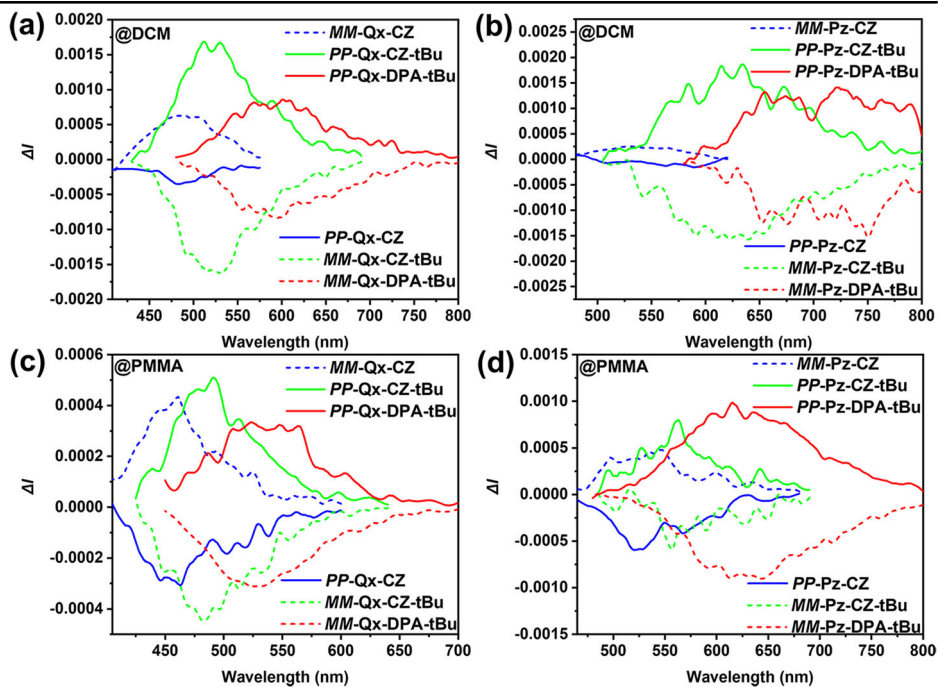 (a)
@DCM
MM-Qx-CZ
PP-Qx-CZ-tBu
PP-Qx-DPA-tBu
PP-Qx-CZ
MM-Qx-CZ-tBu
MM-Qx-DPA-tBu
0.0020
0.0015
0.0010
0.0005
0.0000
-0.0005
-0.0010
-0.0015
-0.0020
ΔI
450 500 550 600 650 700 750 800
Wavelength (nm)
(b)
@DCM
MM-Pz-CZ
PP-Pz-CZ-tBu
PP-Pz-DPA-tBu
PP-Pz-CZ
MM-Pz-CZ-tBu
MM-Pz-DPA-tBu
0.0025
0.0020
0.0015
0.0010
0.0005
0.0000
-0.0005
-0.0010
-0.0015
-0.0020
-0.0025
ΔI
500 550 600 650 700 750 800
Wavelength (nm)
(c)
@PMMA
MM-Qx-CZ
PP-Qx-CZ-tBu
PP-Qx-DPA-tBu
PP-Qx-CZ
MM-Qx-CZ-tBu
MM-Qx-DPA-tBu
0.0006
0.0004
0.0002
0.0000
-0.0002
-0.0004
ΔI
450 500 550 600 650 700
Wavelength (nm)
(d)
@PMMA
MM-Pz-CZ
PP-Pz-CZ-tBu
PP-Pz-DPA-tBu
PP-Pz-CZ
MM-Pz-CZ-tBu
MM-Pz-DPA-tBu
0.0015
0.0010
0.0005
0.0000
-0.0005
-0.0010
-0.0015
ΔI
500 550 600 650 700 750 800
Wavelength (nm)